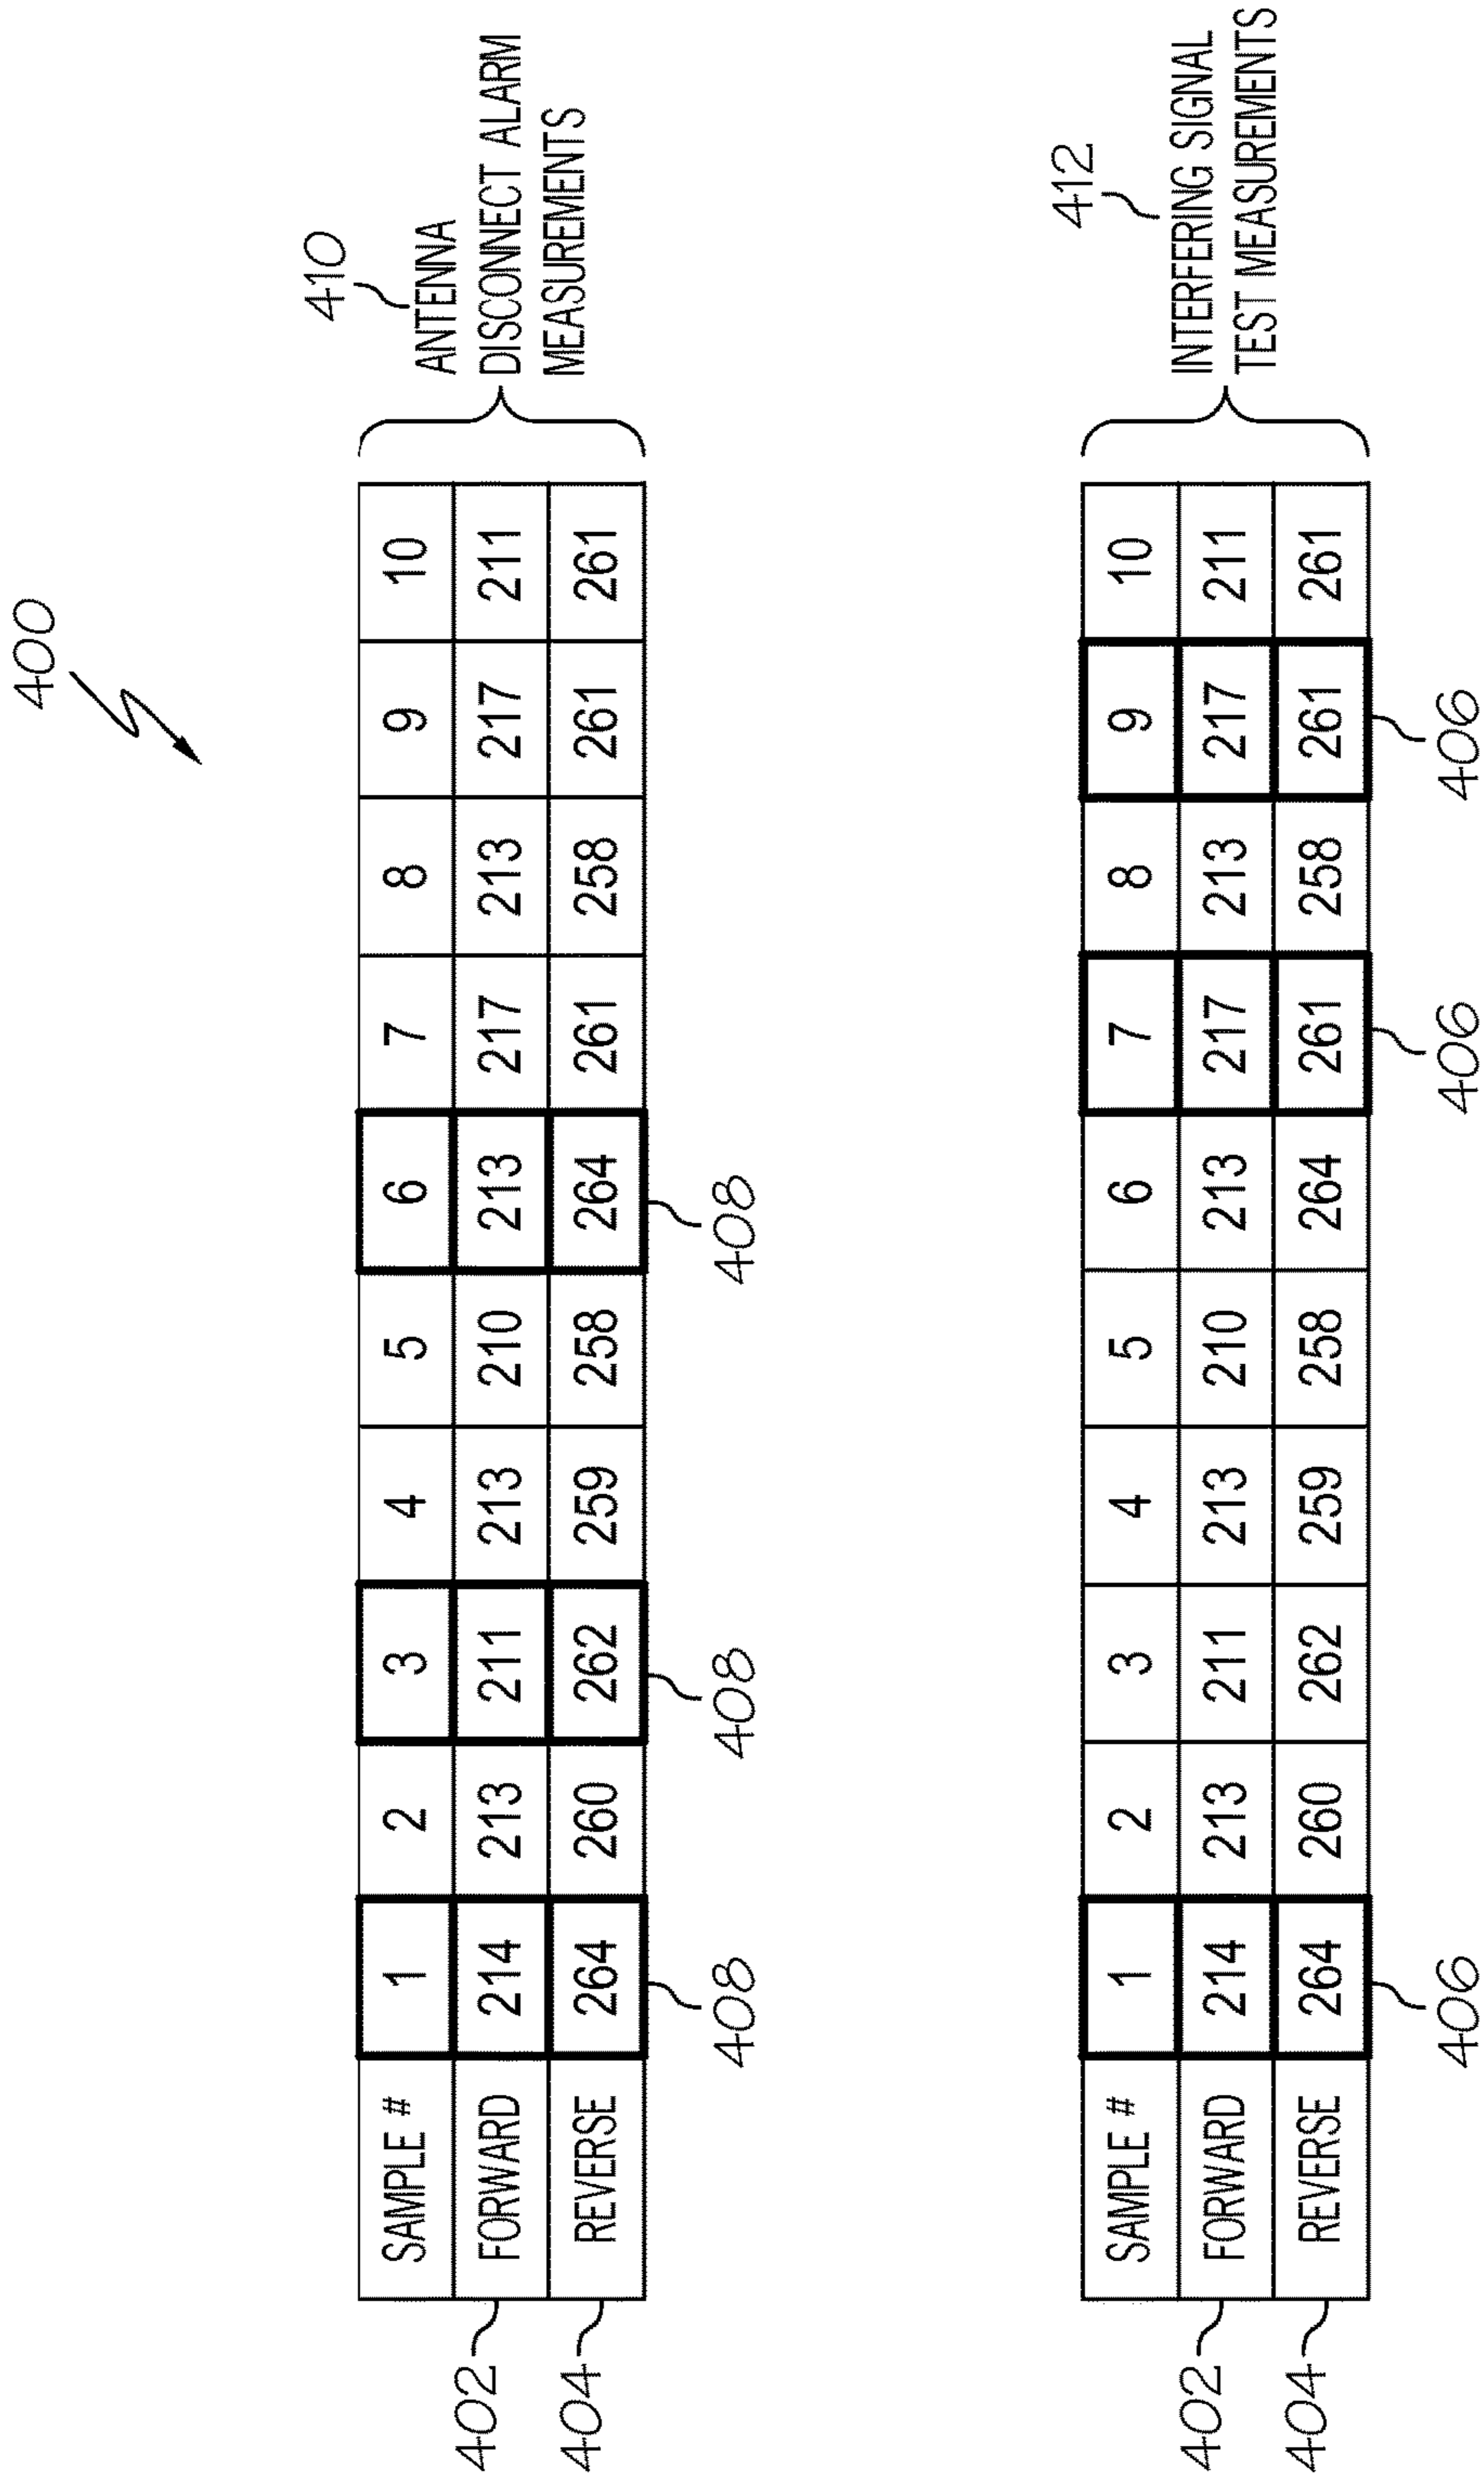 400
410
ANTENNA
DISCONNECT ALARM
MEASUREMENTS
SAMPLE # 1 2 3 4 5 6 7 8 9 10
402 FORWARD 214 213 211 213 210 213 217 213 217 211
404 REVERSE 264 260 262 259 258 264 261 258 261 261
408 408 408
412
INTERFERING SIGNAL
TEST MEASUREMENTS
SAMPLE # 1 2 3 4 5 6 7 8 9 10
402 FORWARD 214 213 211 213 210 213 217 213 217 211
404 REVERSE 264 260 262 259 258 264 261 258 261 261
406 406 406